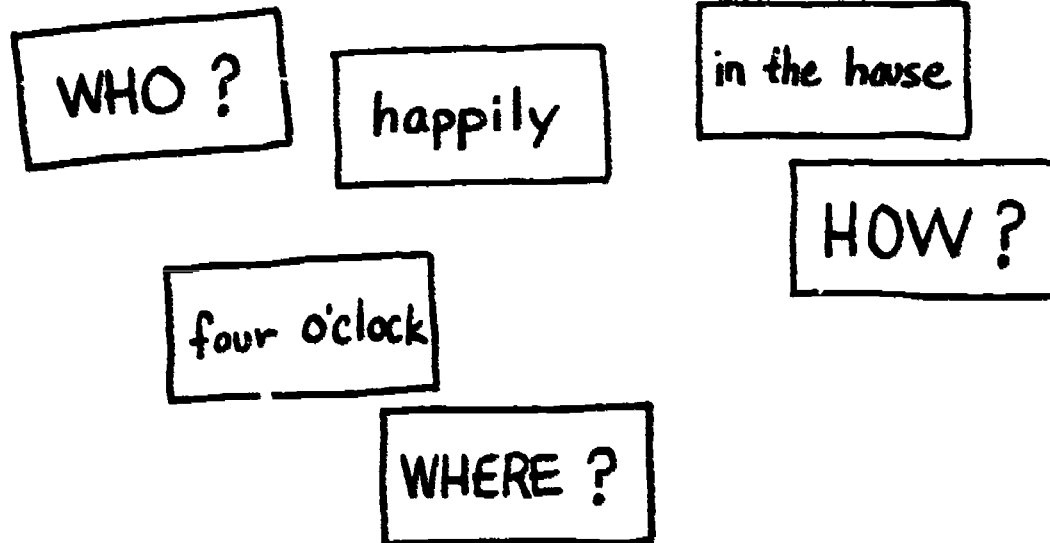 WHO ?
happily
in the house
HOW ?
four o'clock
WHERE ?